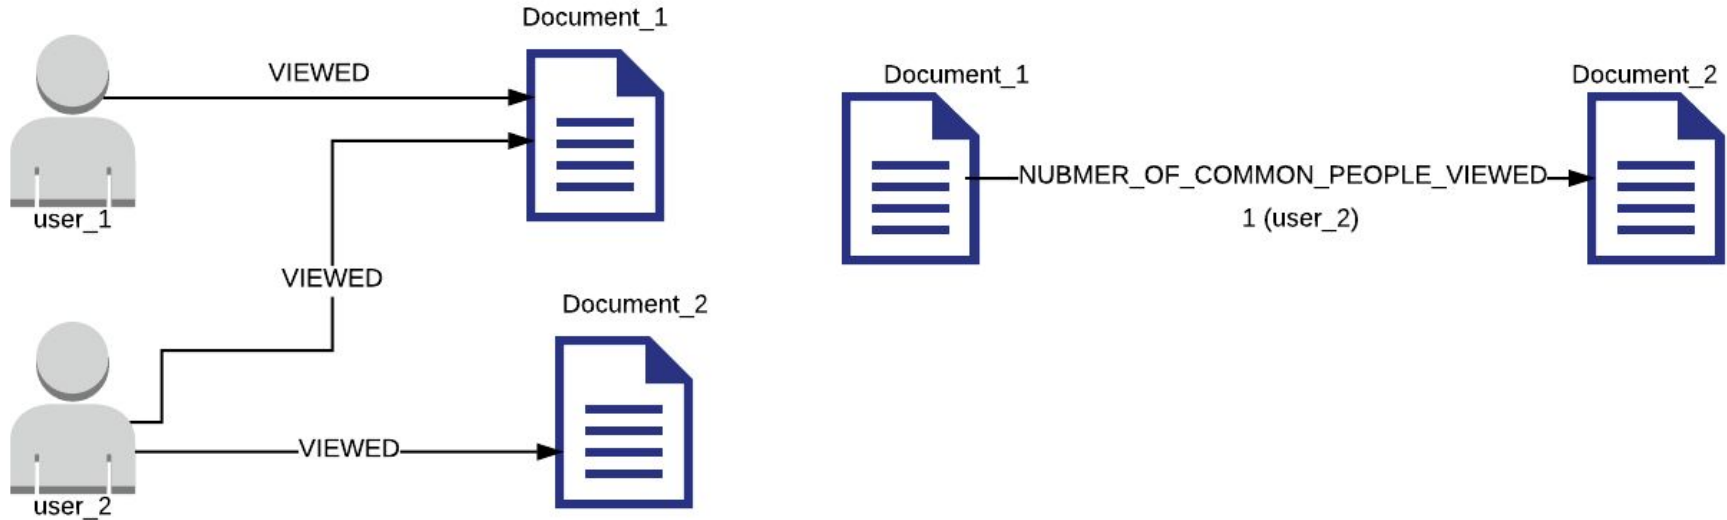 Document_1
VIEWED
user_1
VIEWED
Document_2
VIEWED
user_2
Document_1
Document_2
NUBMER_OF_COMMON_PEOPLE_VIEWED
1 (user_2)